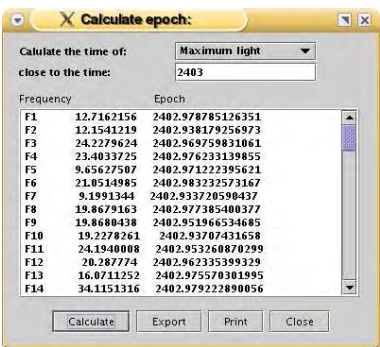 Calculate epoch:
Calulate the time of: Maximum light
close to the time: 2403
Frequency Epoch
F1 12.7162156 2402.978785126351
F2 12.1541219 2402.938179256973
F3 24.2279624 2402.969759831061
F4 23.4033725 2402.976233139855
F5 9.65627507 2402.971222395621
F6 21.0514985 2402.983232573167
F7 9.1991344 2402.933720590437
F8 19.8679163 2402.977385400377
F9 19.8680438 2402.951966534685
F10 19.2278261 2402.93707431658
F11 24.1940008 2402.953260870299
F12 20.287774 2402.962335399329
F13 16.0711252 2402.975570301995
F14 34.1151316 2402.979222890056
Calculate Export Print Close